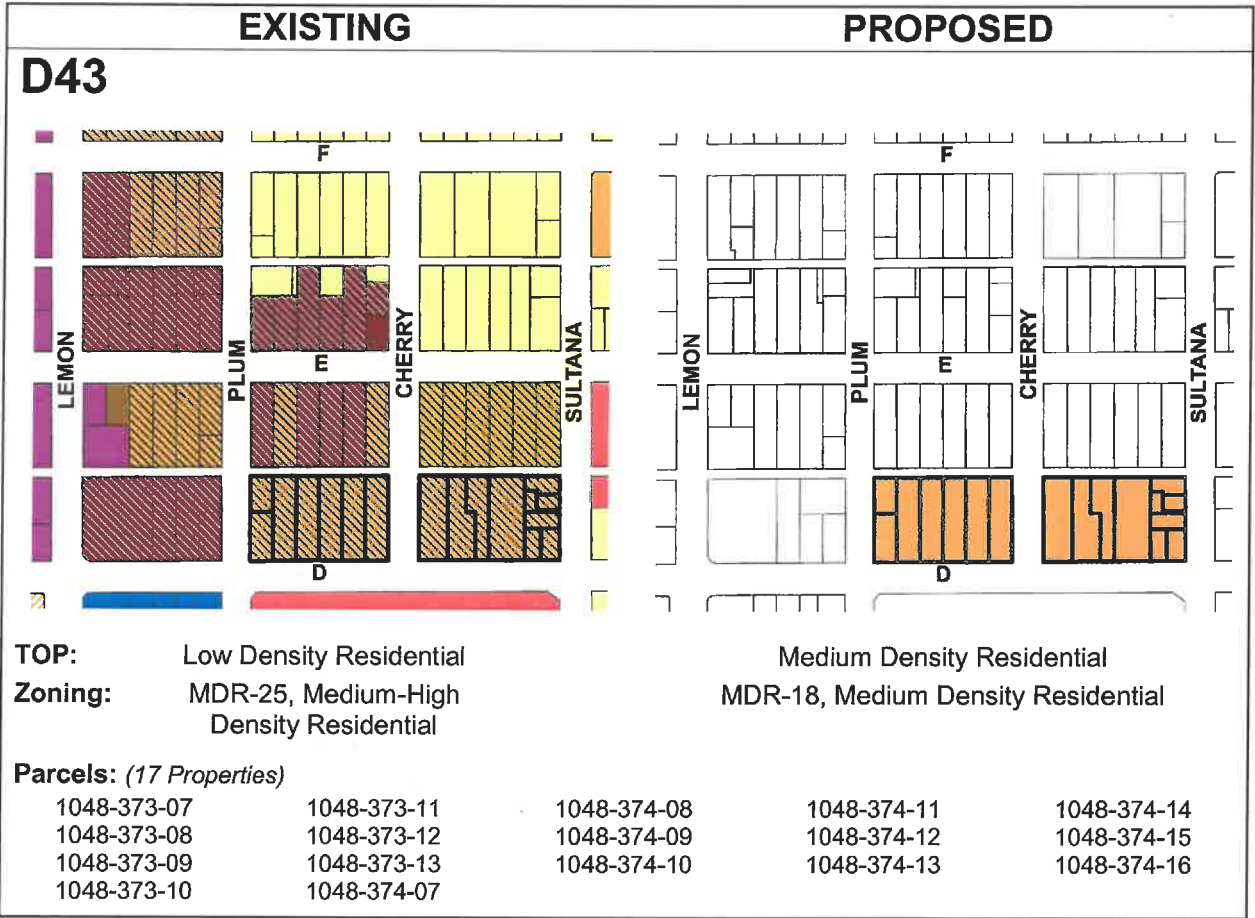 EXISTING PROPOSED
D43
F F
LEMON PLUM CHERRY SULTANA LEMON PLUM CHERRY SULTANA
E E
D D
TOP: Low Density Residential Medium Density Residential
Zoning: MDR-25, Medium-High MDR-18, Medium Density Residential
Density Residential
Parcels: (17 Properties)
1048-373-07 1048-373-11 1048-374-08 1048-374-11 1048-374-14
1048-373-08 1048-373-12 1048-374-09 1048-374-12 1048-374-15
1048-373-09 1048-373-13 1048-374-10 1048-374-13 1048-374-16
1048-373-10 1048-374-07